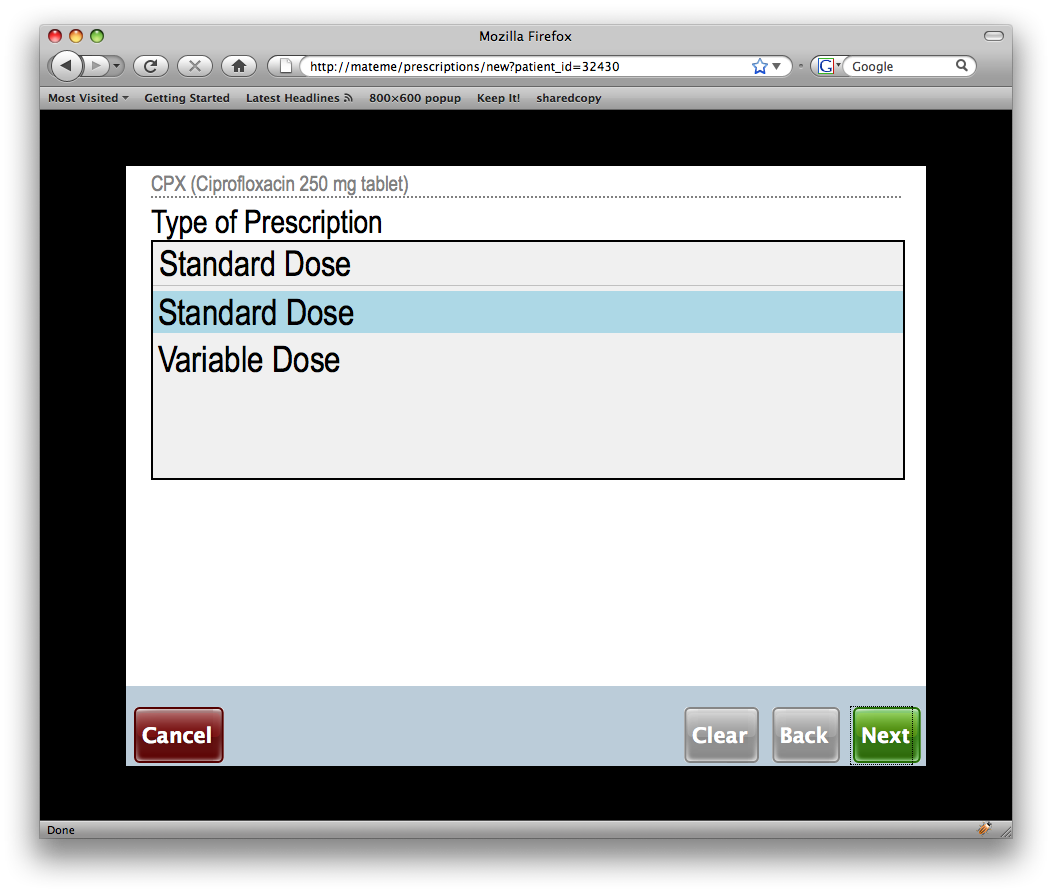 Mozilla Firefox
http://mateme/prescriptions/new?patient_id=32430
G Google
Most Visited Getting Started Latest Headlines 800×600 popup Keep It! sharedcopy
CPX (Ciprofloxacin 250 mg tablet)
Type of Prescription
Standard Dose
Standard Dose
Variable Dose
Cancel Clear Back Next
Done